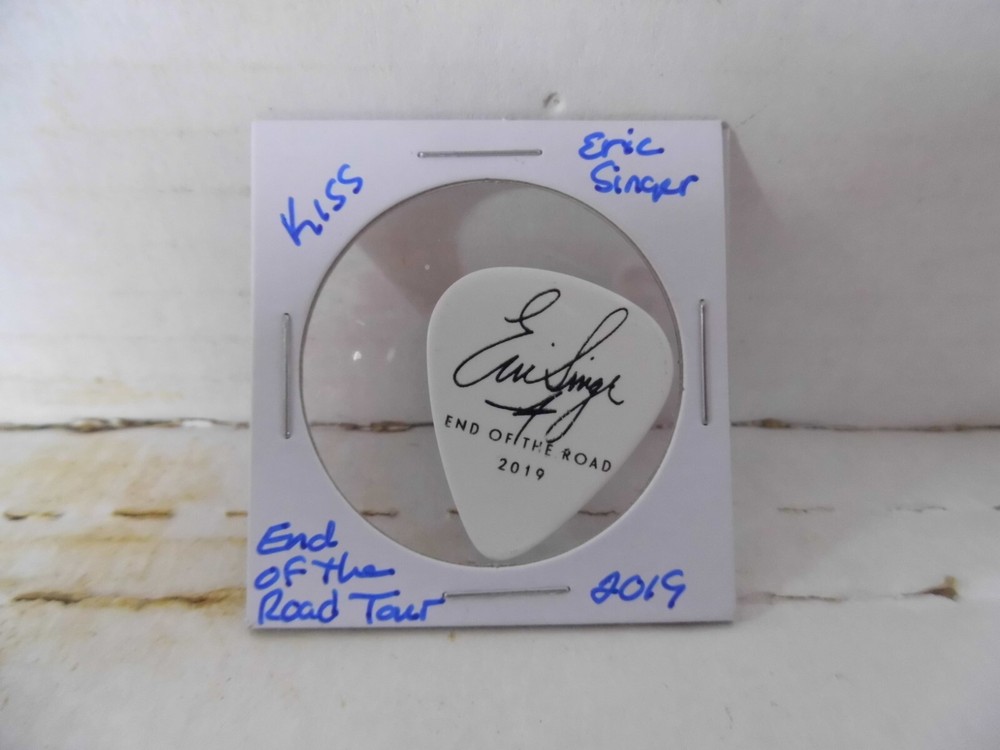 KISS
Eric
Singer
Eric Singer
END OF THE ROAD
2019
End
of the
Road Tour
2019